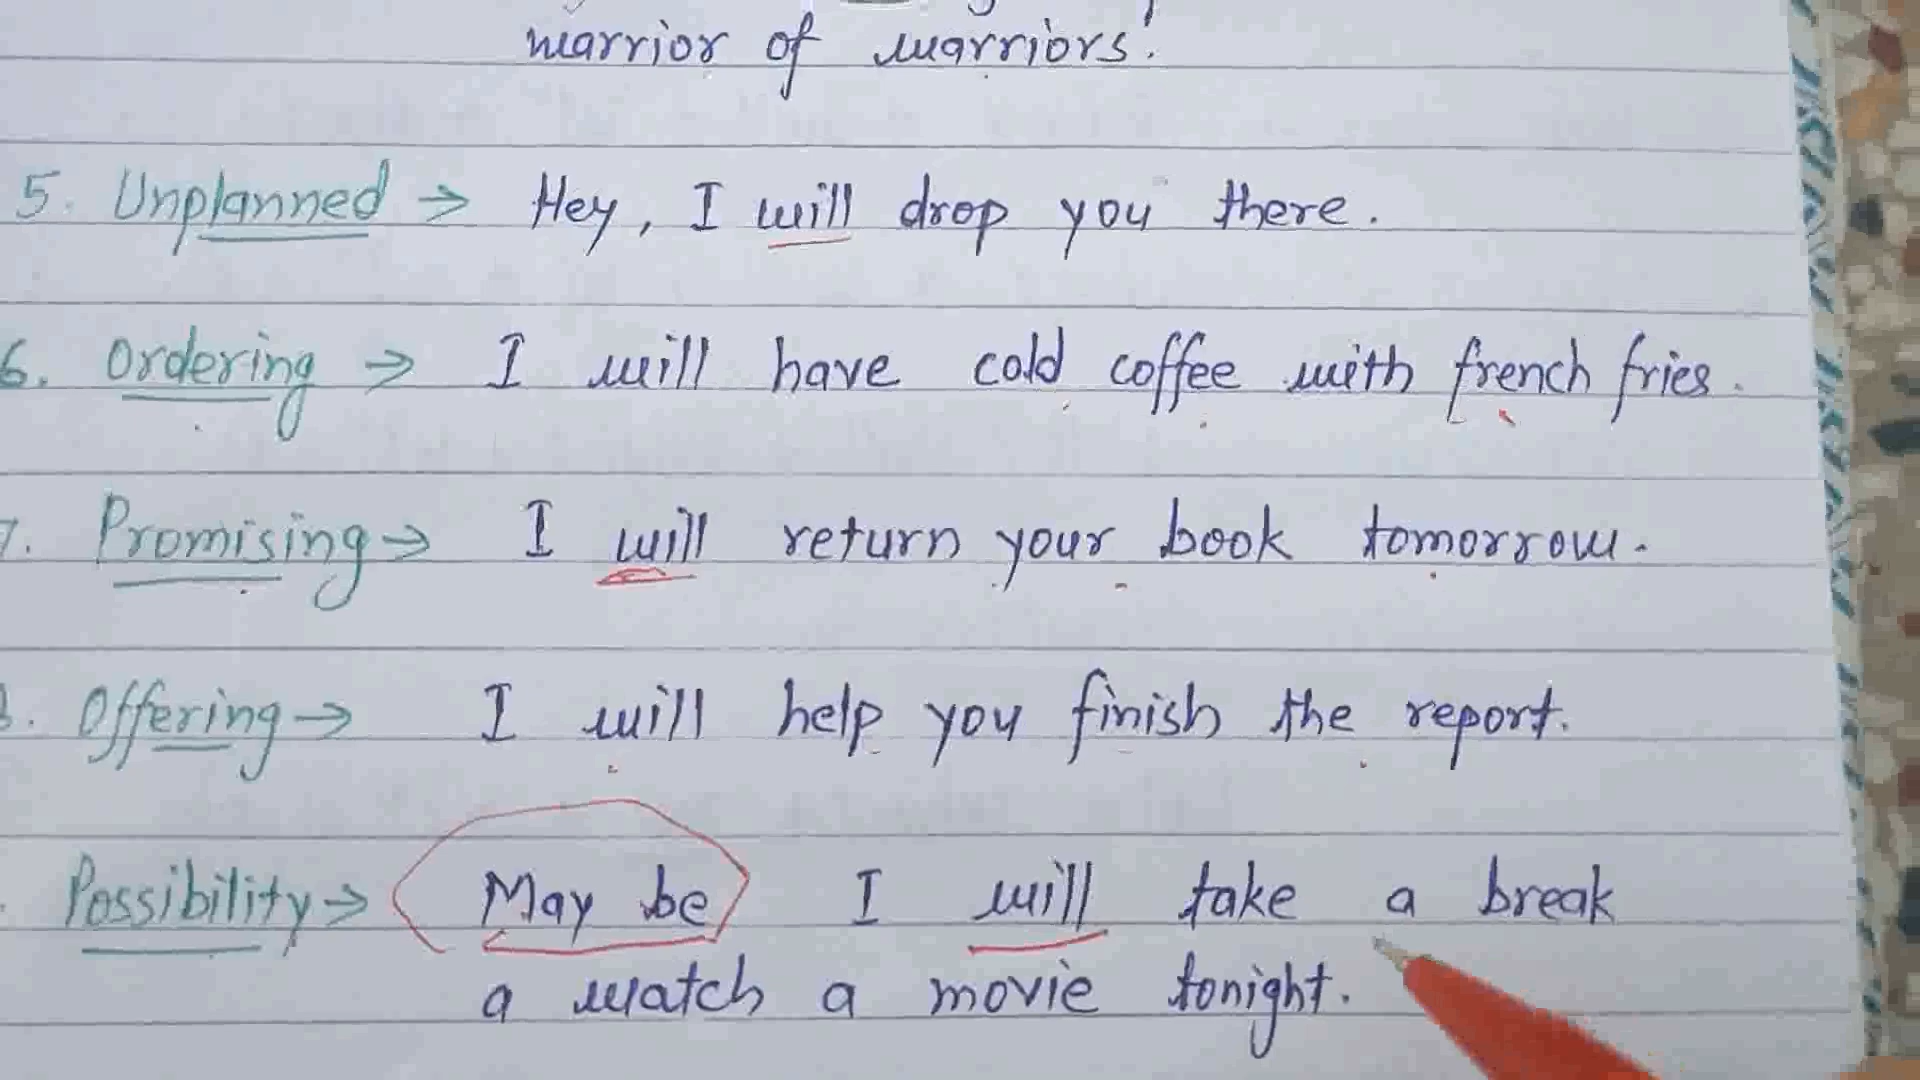 warrior of warriors!
5. Unplanned → Hey, I will drop you there.
6. Ordering → I will have cold coffee with french fries.
7. Promising → I will return your book tomorrow.
. Offering → I will help you finish the report.
. Possibility → May be I will take a break
a watch a movie tonight.